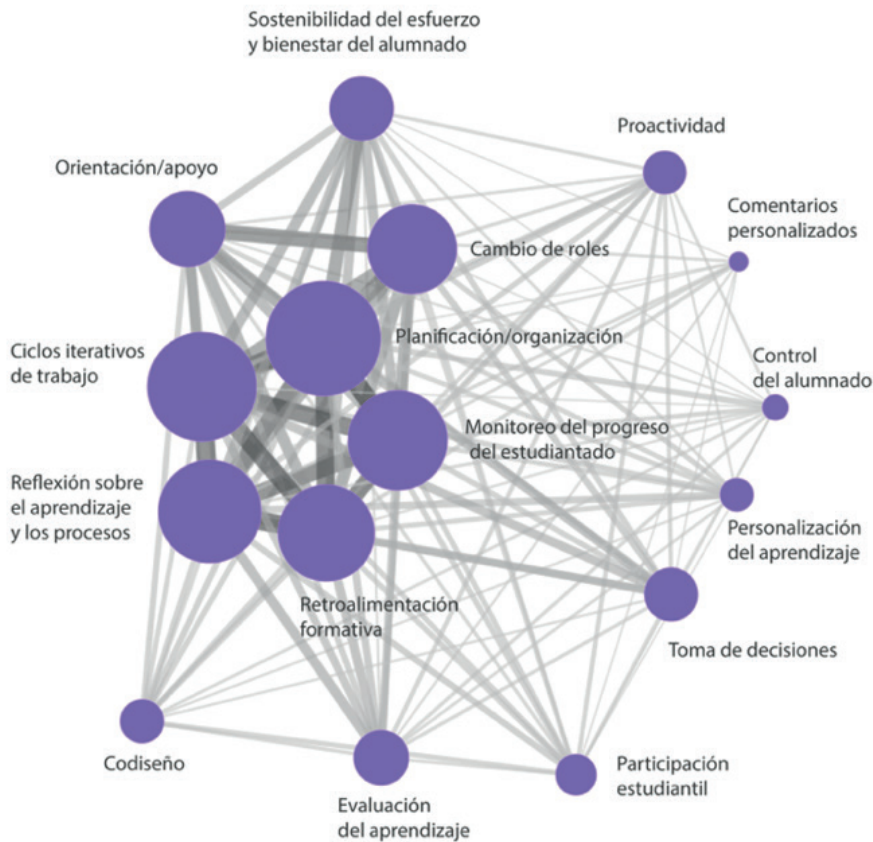 Sostenibilidad del esfuerzo
y bienestar del alumnado
Proactividad
Orientación/apoyo
Comentarios
personalizados
Cambio de roles
Planificación/organización
Ciclos iterativos
de trabajo
Control
del alumnado
Monitoreo del progreso
del estudiantado
Reflexión sobre
el aprendizaje
y los procesos
Personalización
del aprendizaje
Retroalimentación
formativa
Toma de decisiones
Codiseño
Participación
estudiantil
Evaluación
del aprendizaje